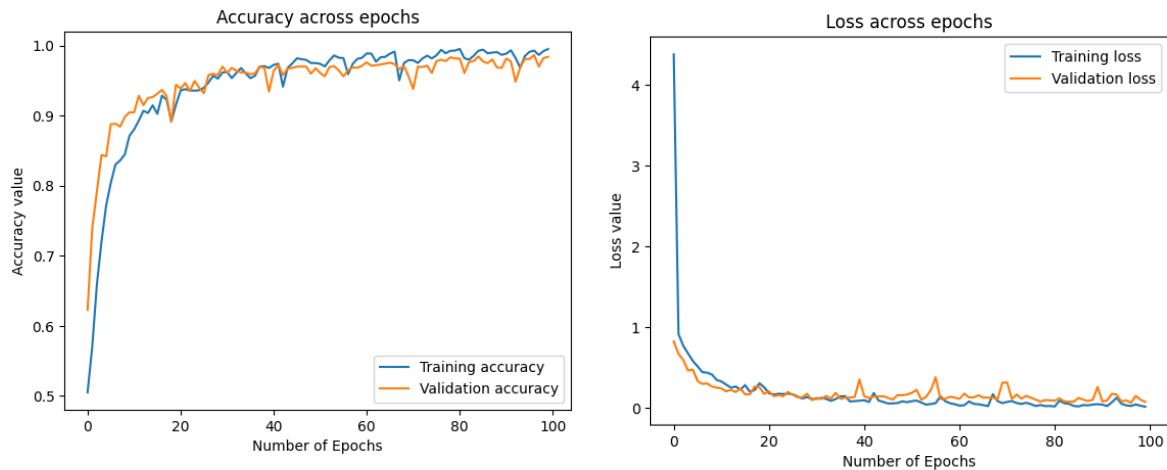 Accuracy across epochs
1.0
0.9
0.8
0.7
0.6
0.5
Accuracy value
0
20
40
60
80
100
Number of Epochs
Training accuracy
Validation accuracy
Loss across epochs
4
3
2
1
0
Loss value
0
20
40
60
80
100
Number of Epochs
Training loss
Validation loss